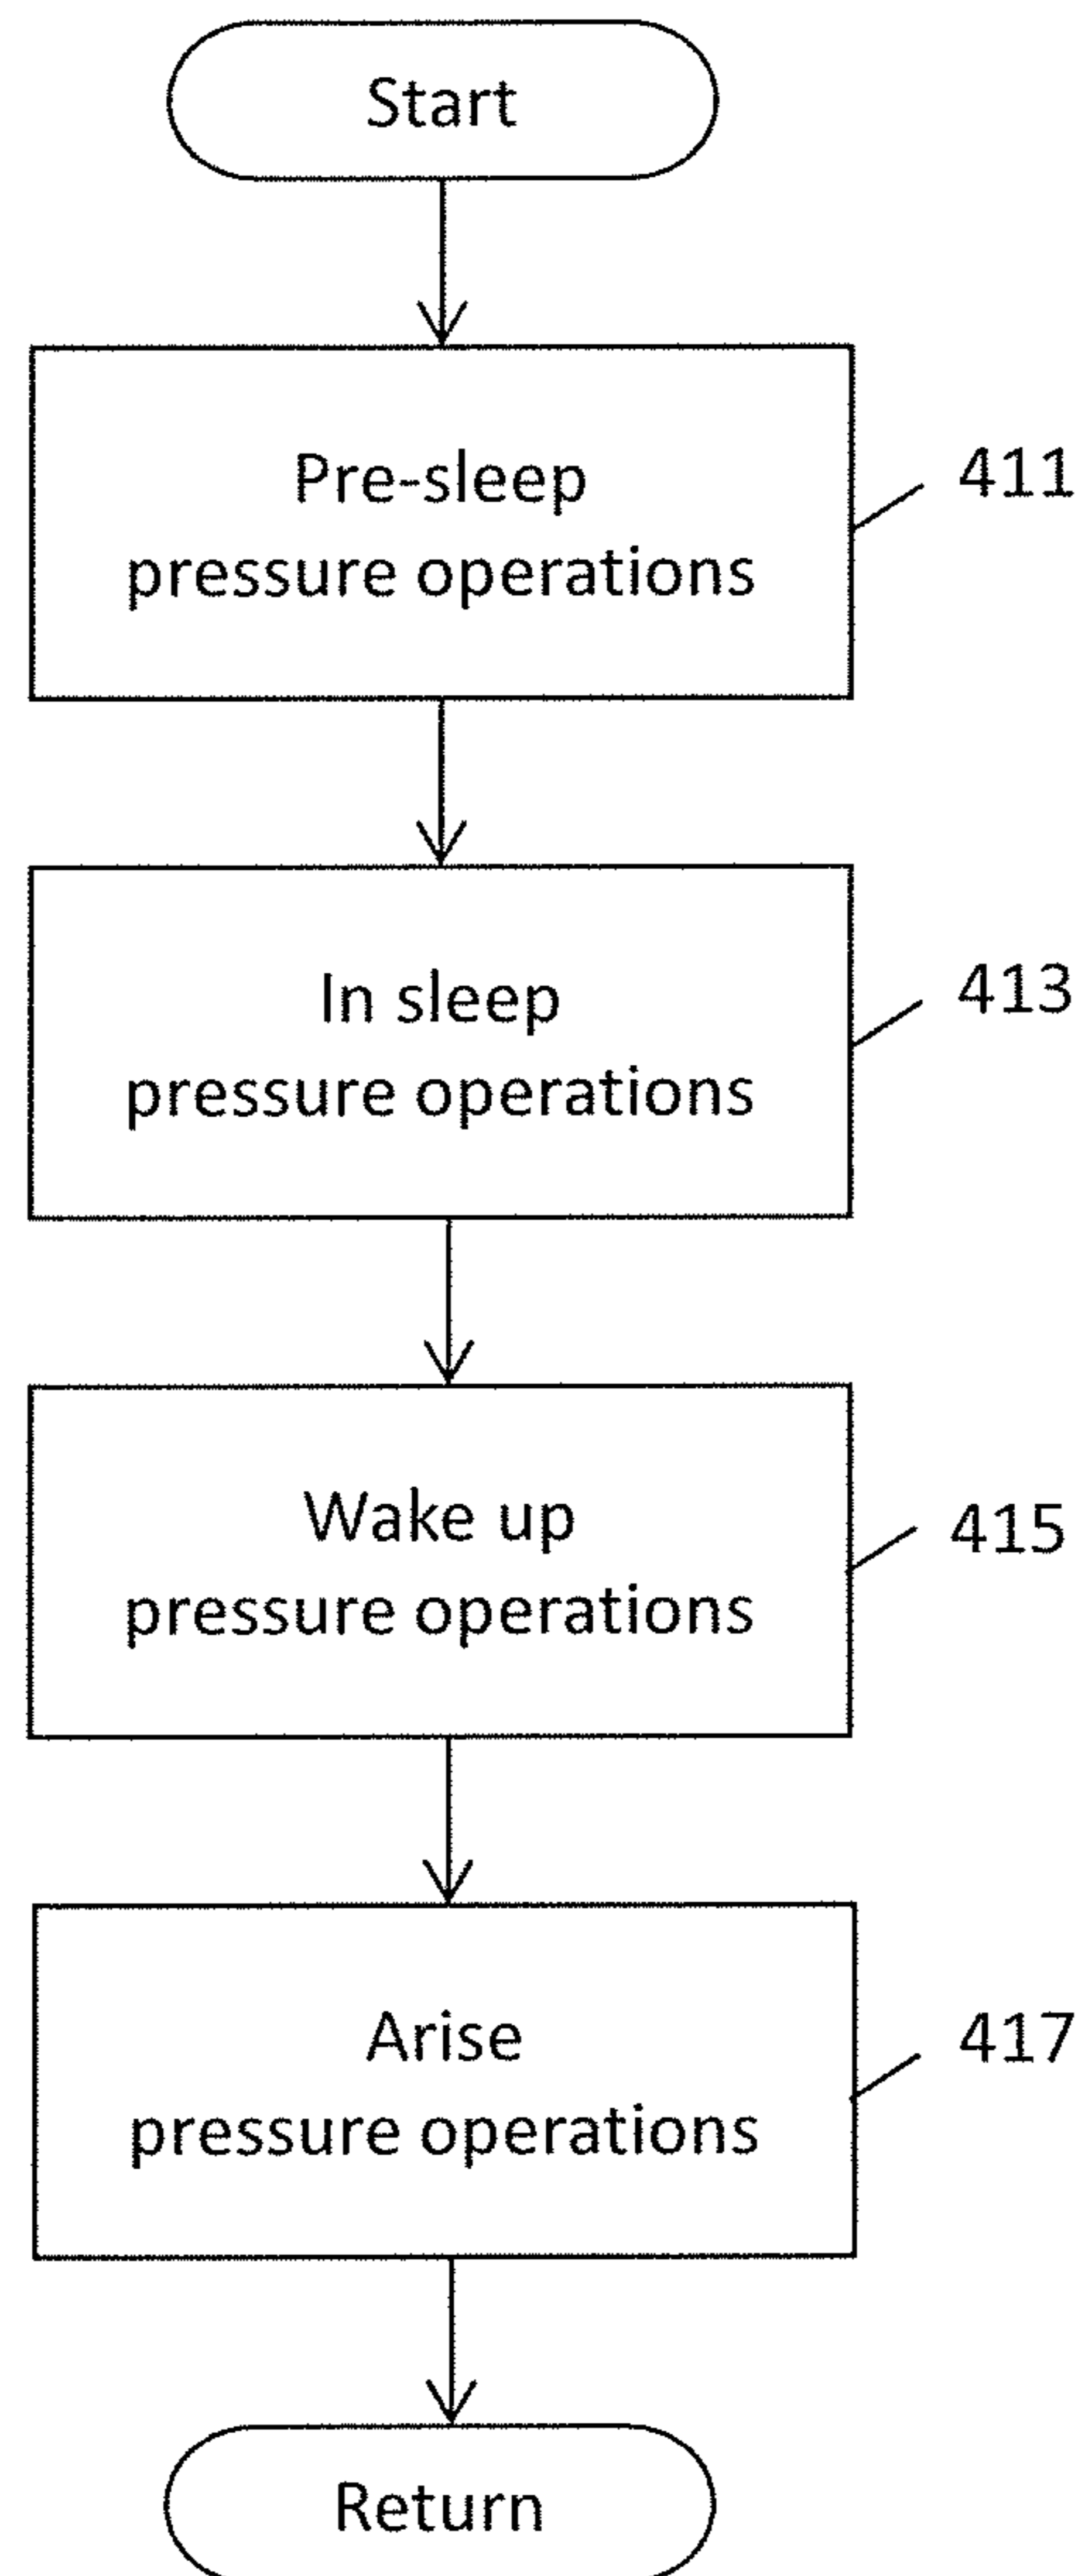 Start
Pre-sleep
pressure operations
411
In sleep
pressure operations
413
Wake up
pressure operations
415
Arise
pressure operations
417
Return